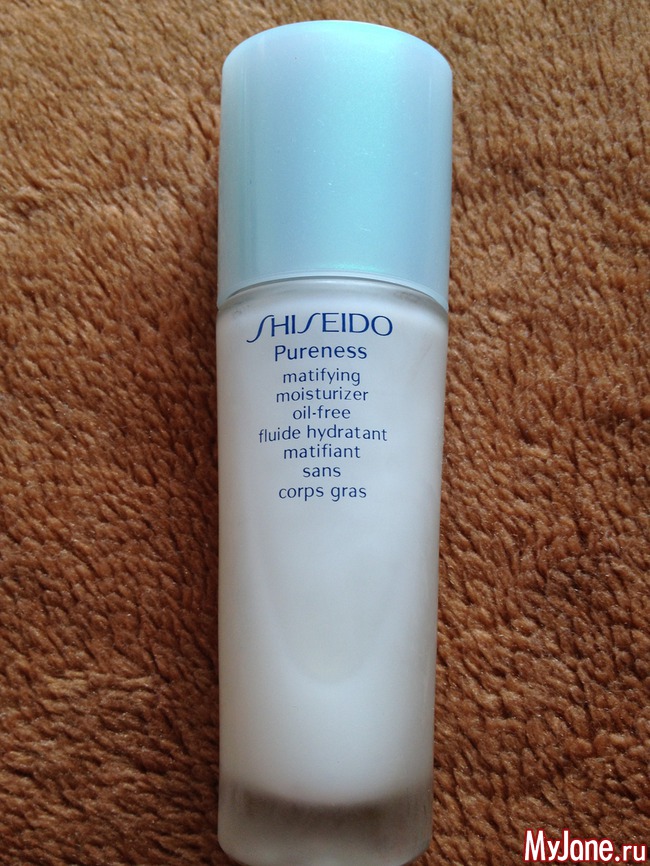 SHISEIDO
Pureness
matifying
moisturizer
oil-free
fluide hydratant
matifiant
sans
corps gras
MyJane.ru